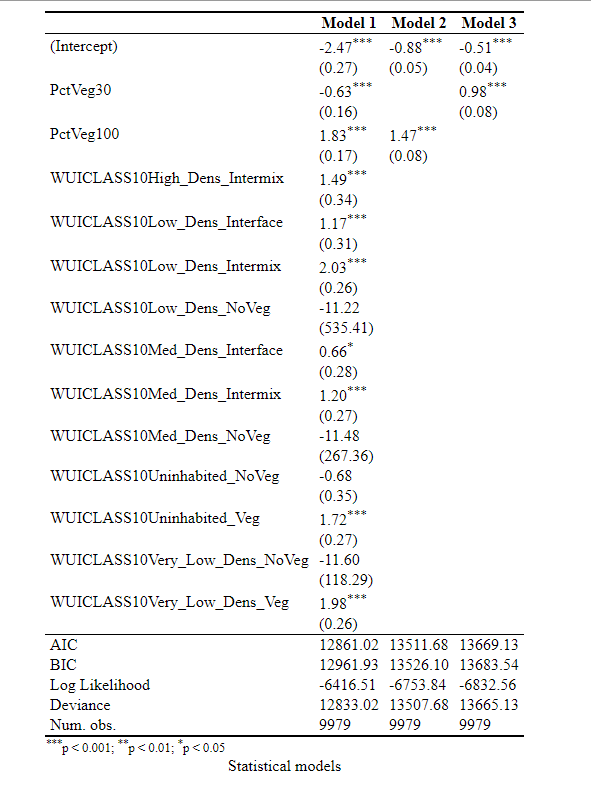 Model 1 Model 2 Model 3
(Intercept) -2.47*** -0.88*** -0.51***
(0.27) (0.05) (0.04)
PctVeg30 -0.63*** 0.98***
(0.16) (0.08)
PctVeg100 1.83*** 1.47***
(0.17) (0.08)
WUICLASS10High_Dens_Intermix 1.49***
(0.34)
WUICLASS10Low_Dens_Interface 1.17***
(0.31)
WUICLASS10Low_Dens_Intermix 2.03***
(0.26)
WUICLASS10Low_Dens_NoVeg -11.22
(535.41)
WUICLASS10Med_Dens_Interface 0.66*
(0.28)
WUICLASS10Med_Dens_Intermix 1.20***
(0.27)
WUICLASS10Med_Dens_NoVeg -11.48
(267.36)
WUICLASS10Uninhabited_NoVeg -0.68
(0.35)
WUICLASS10Uninhabited_Veg 1.72***
(0.27)
WUICLASS10Very_Low_Dens_NoVeg -11.60
(118.29)
WUICLASS10Very_Low_Dens_Veg 1.98***
(0.26)
AIC 12861.02 13511.68 13669.13
BIC 12961.93 13526.10 13683.54
Log Likelihood -6416.51 -6753.84 -6832.56
Deviance 12833.02 13507.68 13665.13
Num. obs. 9979 9979 9979
***p < 0.001; **p < 0.01; *p < 0.05
Statistical models